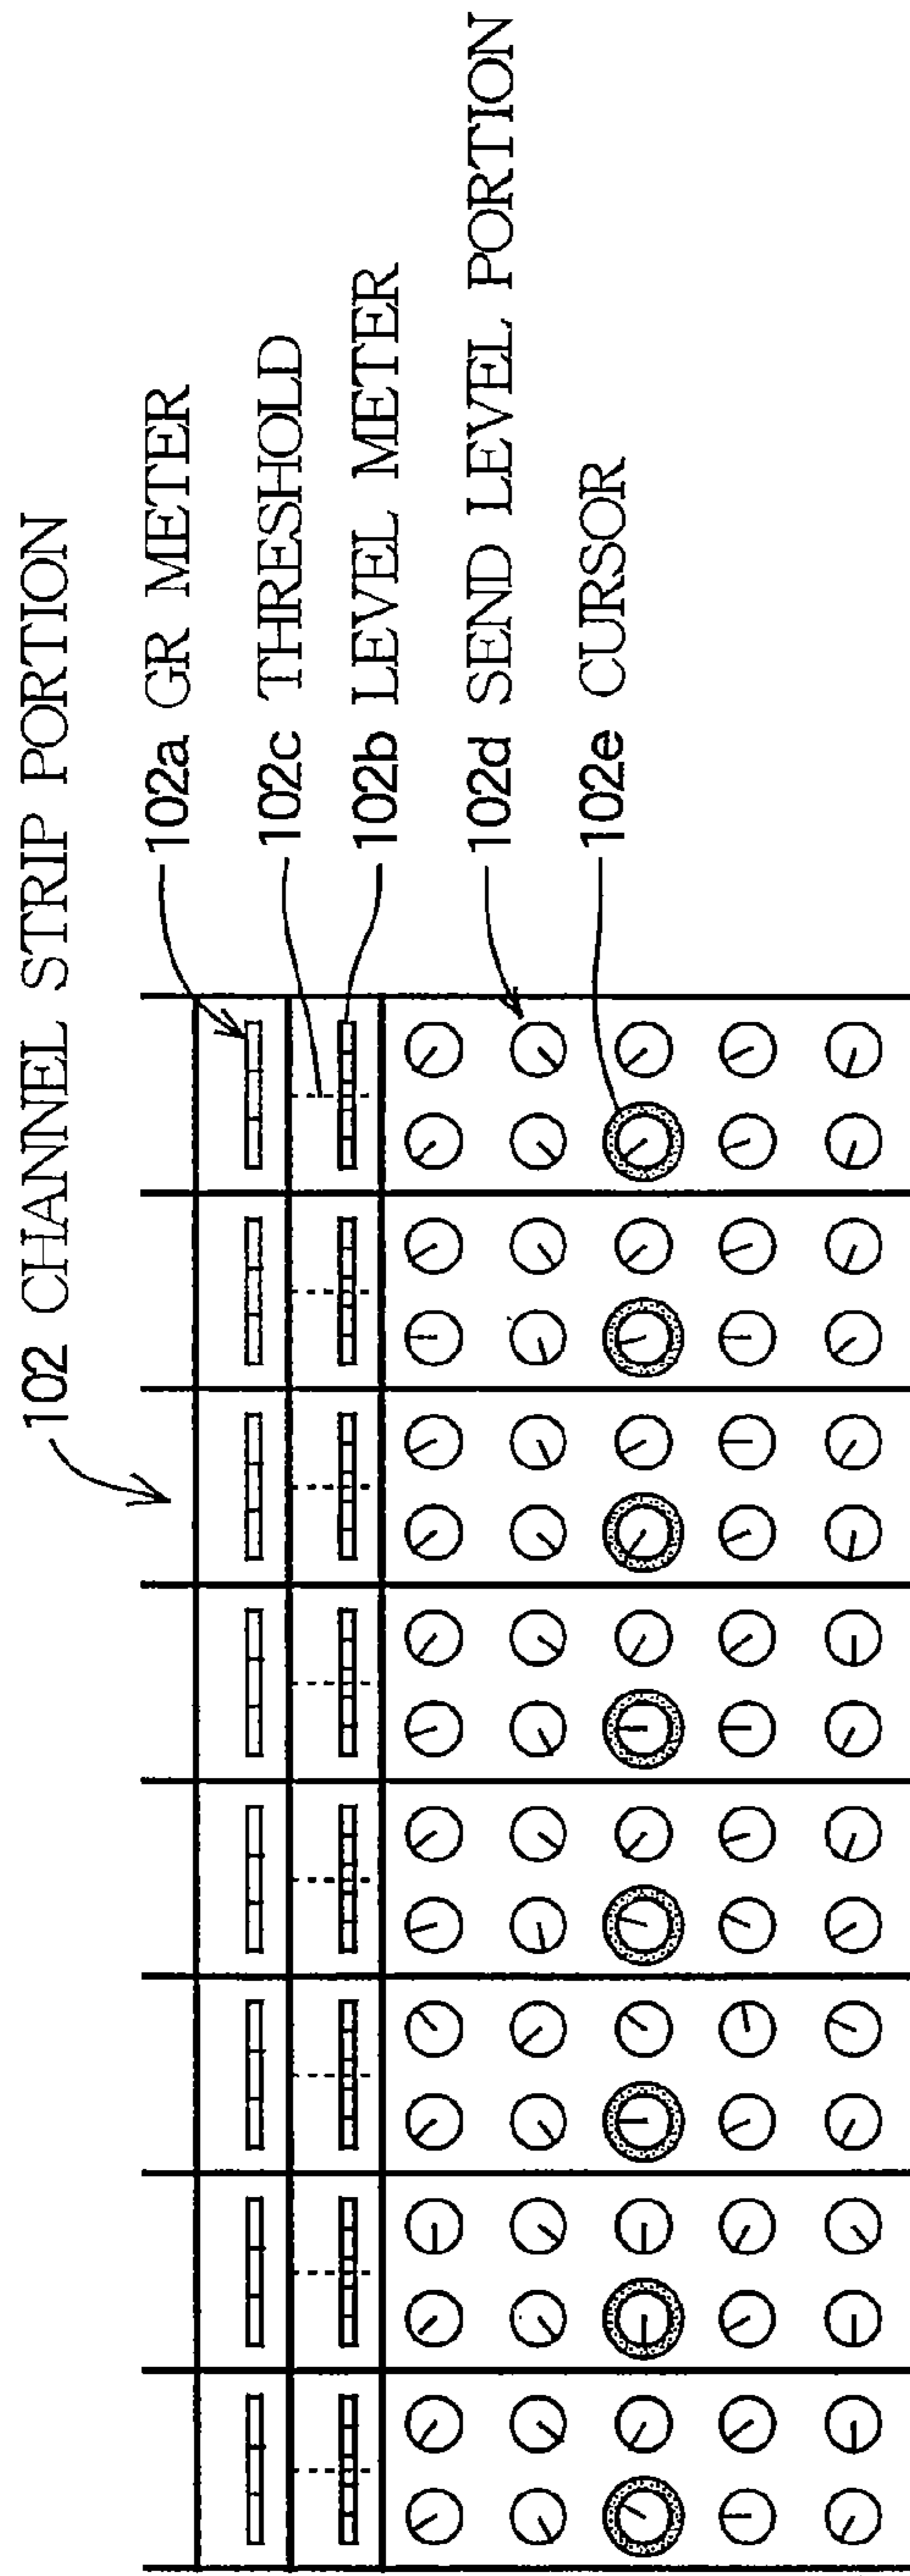 102 CHANNEL STRIP PORTION
102a GR METER
102c THRESHOLD
102b LEVEL METER
102d SEND LEVEL PORTION
102e CURSOR